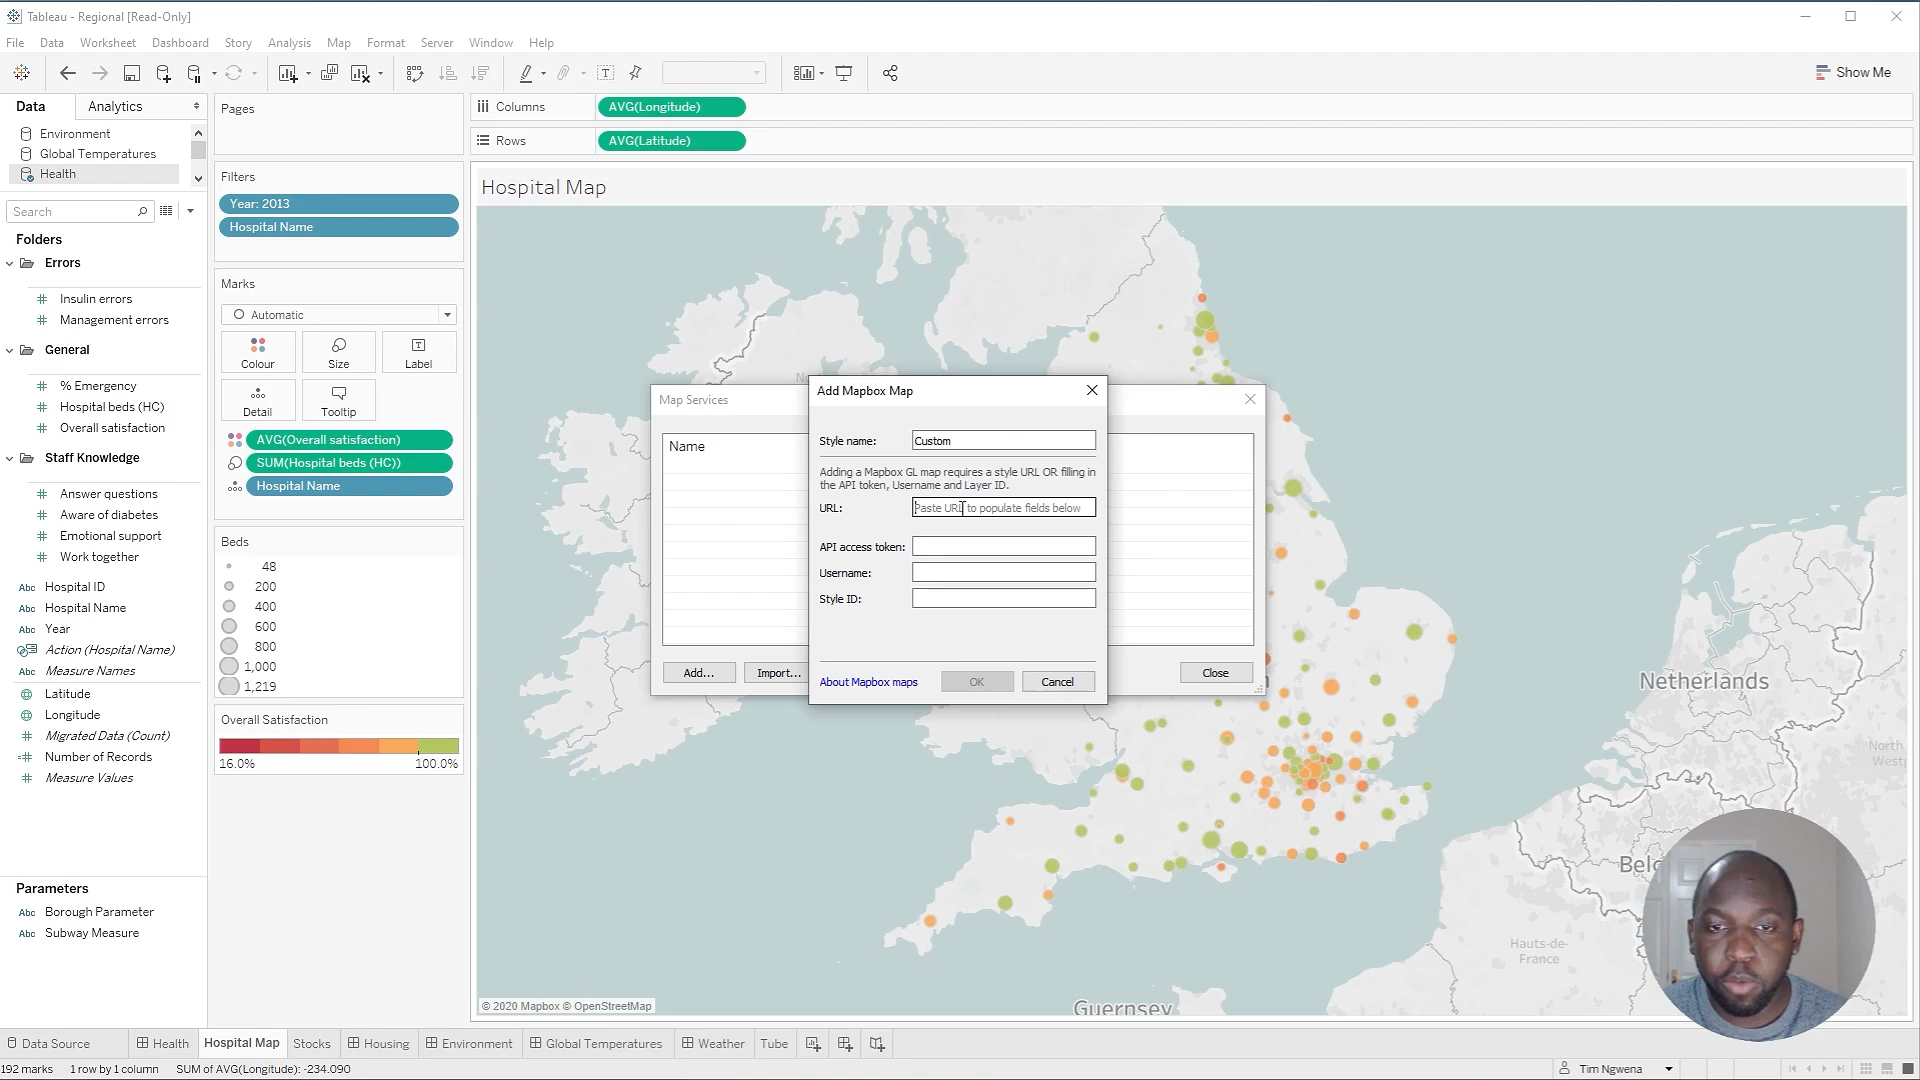 Tableau - Regional [Read-Only]
File Data Worksheet Dashboard Story Analysis Map Format Server Window Help
Show Me
Data Analytics
Environment
Global Temperatures
Health
Search
Folders
Errors
Insulin errors
Management errors
General
% Emergency
Hospital beds (HC)
Overall satisfaction
Staff Knowledge
Answer questions
Aware of diabetes
Emotional support
Work together
Abc Hospital ID
Abc Hospital Name
Abc Year
Action (Hospital Name)
Abc Measure Names
Latitude
Longitude
Migrated Data (Count)
Number of Records
Measure Values
Parameters
Abc Borough Parameter
Abc Subway Measure
Pages
Filters
Year: 2013
Hospital Name
Marks
Automatic
Colour Size Label
Detail Tooltip
AVG(Overall satisfaction)
SUM(Hospital beds (HC))
Hospital Name
Beds
48
200
400
600
800
1,000
1,219
Overall Satisfaction
16.0% 100.0%
Columns AVG(Longitude)
Rows AVG(Latitude)
Hospital Map
Map Services
Name
Add... Import... Close
Add Mapbox Map
Style name: Custom
Adding a Mapbox GL map requires a style URL OR filling in
the API token, Username and Layer ID.
URL: Paste URL to populate fields below
API access token:
Username:
Style ID:
About Mapbox maps OK Cancel
Netherlands
Hauts-de-
France
Guernsey
© 2020 Mapbox © OpenStreetMap
Data Source Health Hospital Map Stocks Housing Environment Global Temperatures Weather Tube
192 marks 1 row by 1 column SUM of AVG(Longitude): -234.090 Tim Ngwena